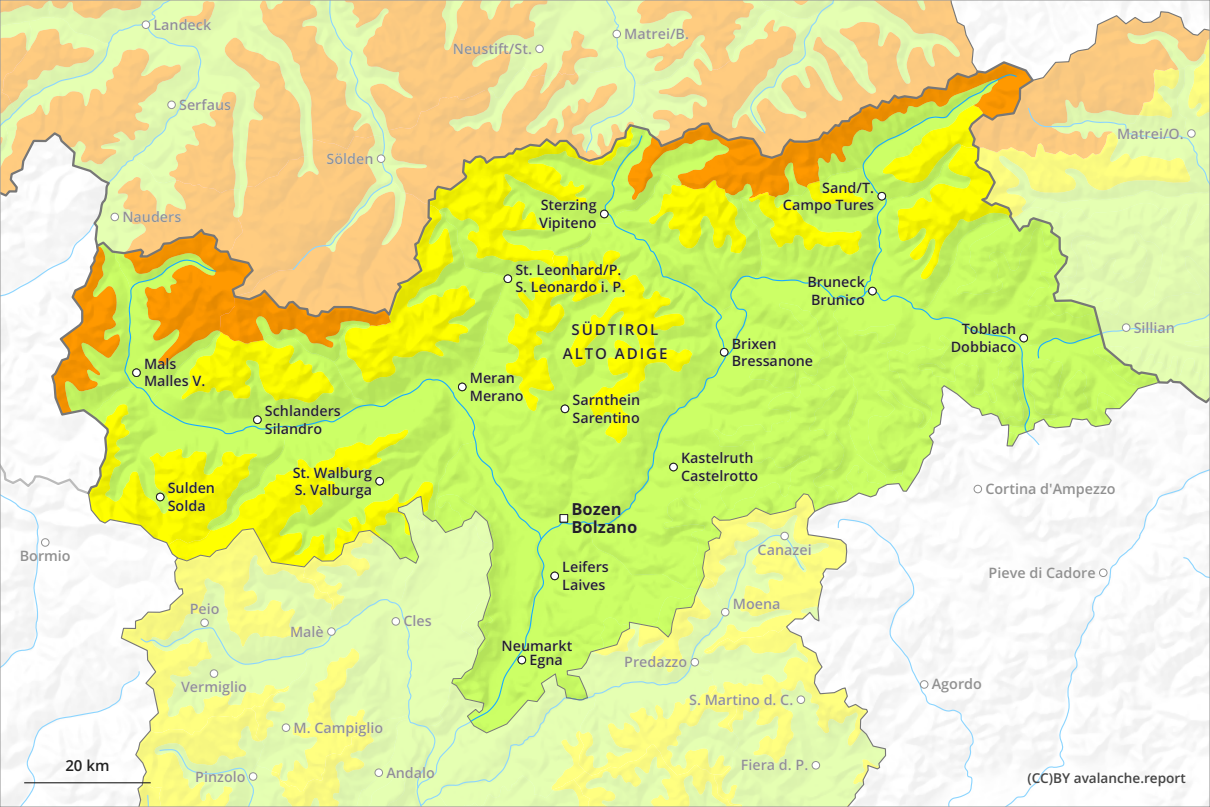 Landeck
Matrei/B.
Neustift/St.
Serfaus
Matrei/O.
Sölden
Sand/T.
Campo Tures
Nauders
Sterzing
Vipiteno
St. Leonhard/P.
S. Leonardo i. P.
Bruneck
Brunico
SÜDTIROL
ALTO ADIGE
Toblach
Dobbiaco
Sillian
Brixen
Bressanone
Mals
Malles V.
Meran
Merano
Schlanders
Silandro
Sarnthein
Sarentino
Kastelruth
Castelrotto
St. Walburg
S. Valburga
Sulden
Solda
Cortina d'Ampezzo
Bozen
Bolzano
Bormio
Canazei
Leifers
Laives
Pieve di Cadore
Peio
Moena
Cles
Malè
Neumarkt
Egna
Predazzo
Vermiglio
Agordo
S. Martino d. C.
M. Campiglio
20 km
Pinzolo
Andalo
Fiera d. P.
(CC)BY avalanche.report